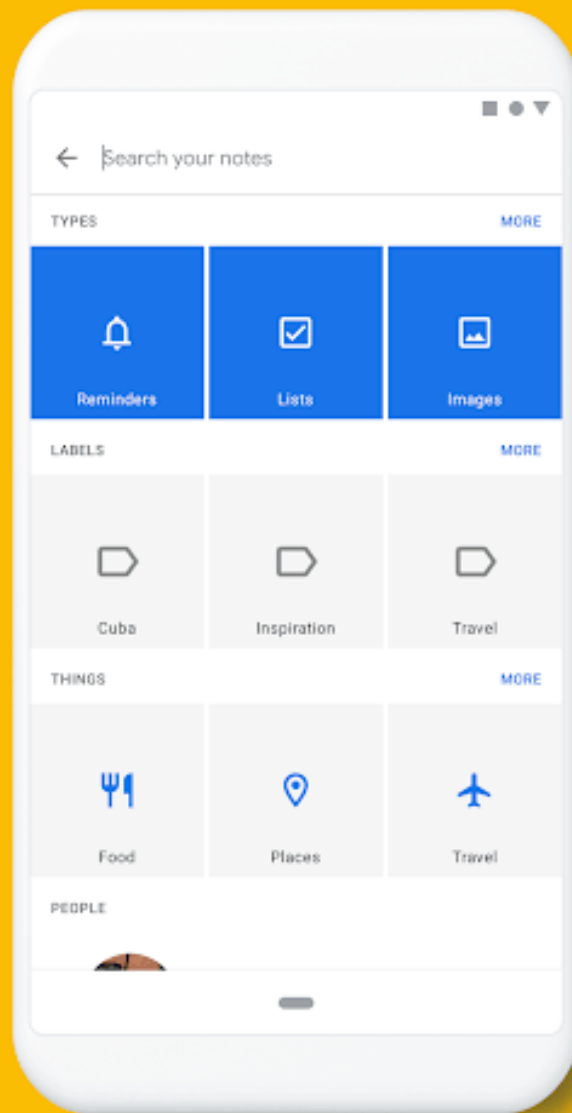 Search your notes
TYPES MORE
Reminders Lists Images
LABELS MORE
Cuba Inspiration Travel
THINGS MORE
Food Places Travel
PEOPLE